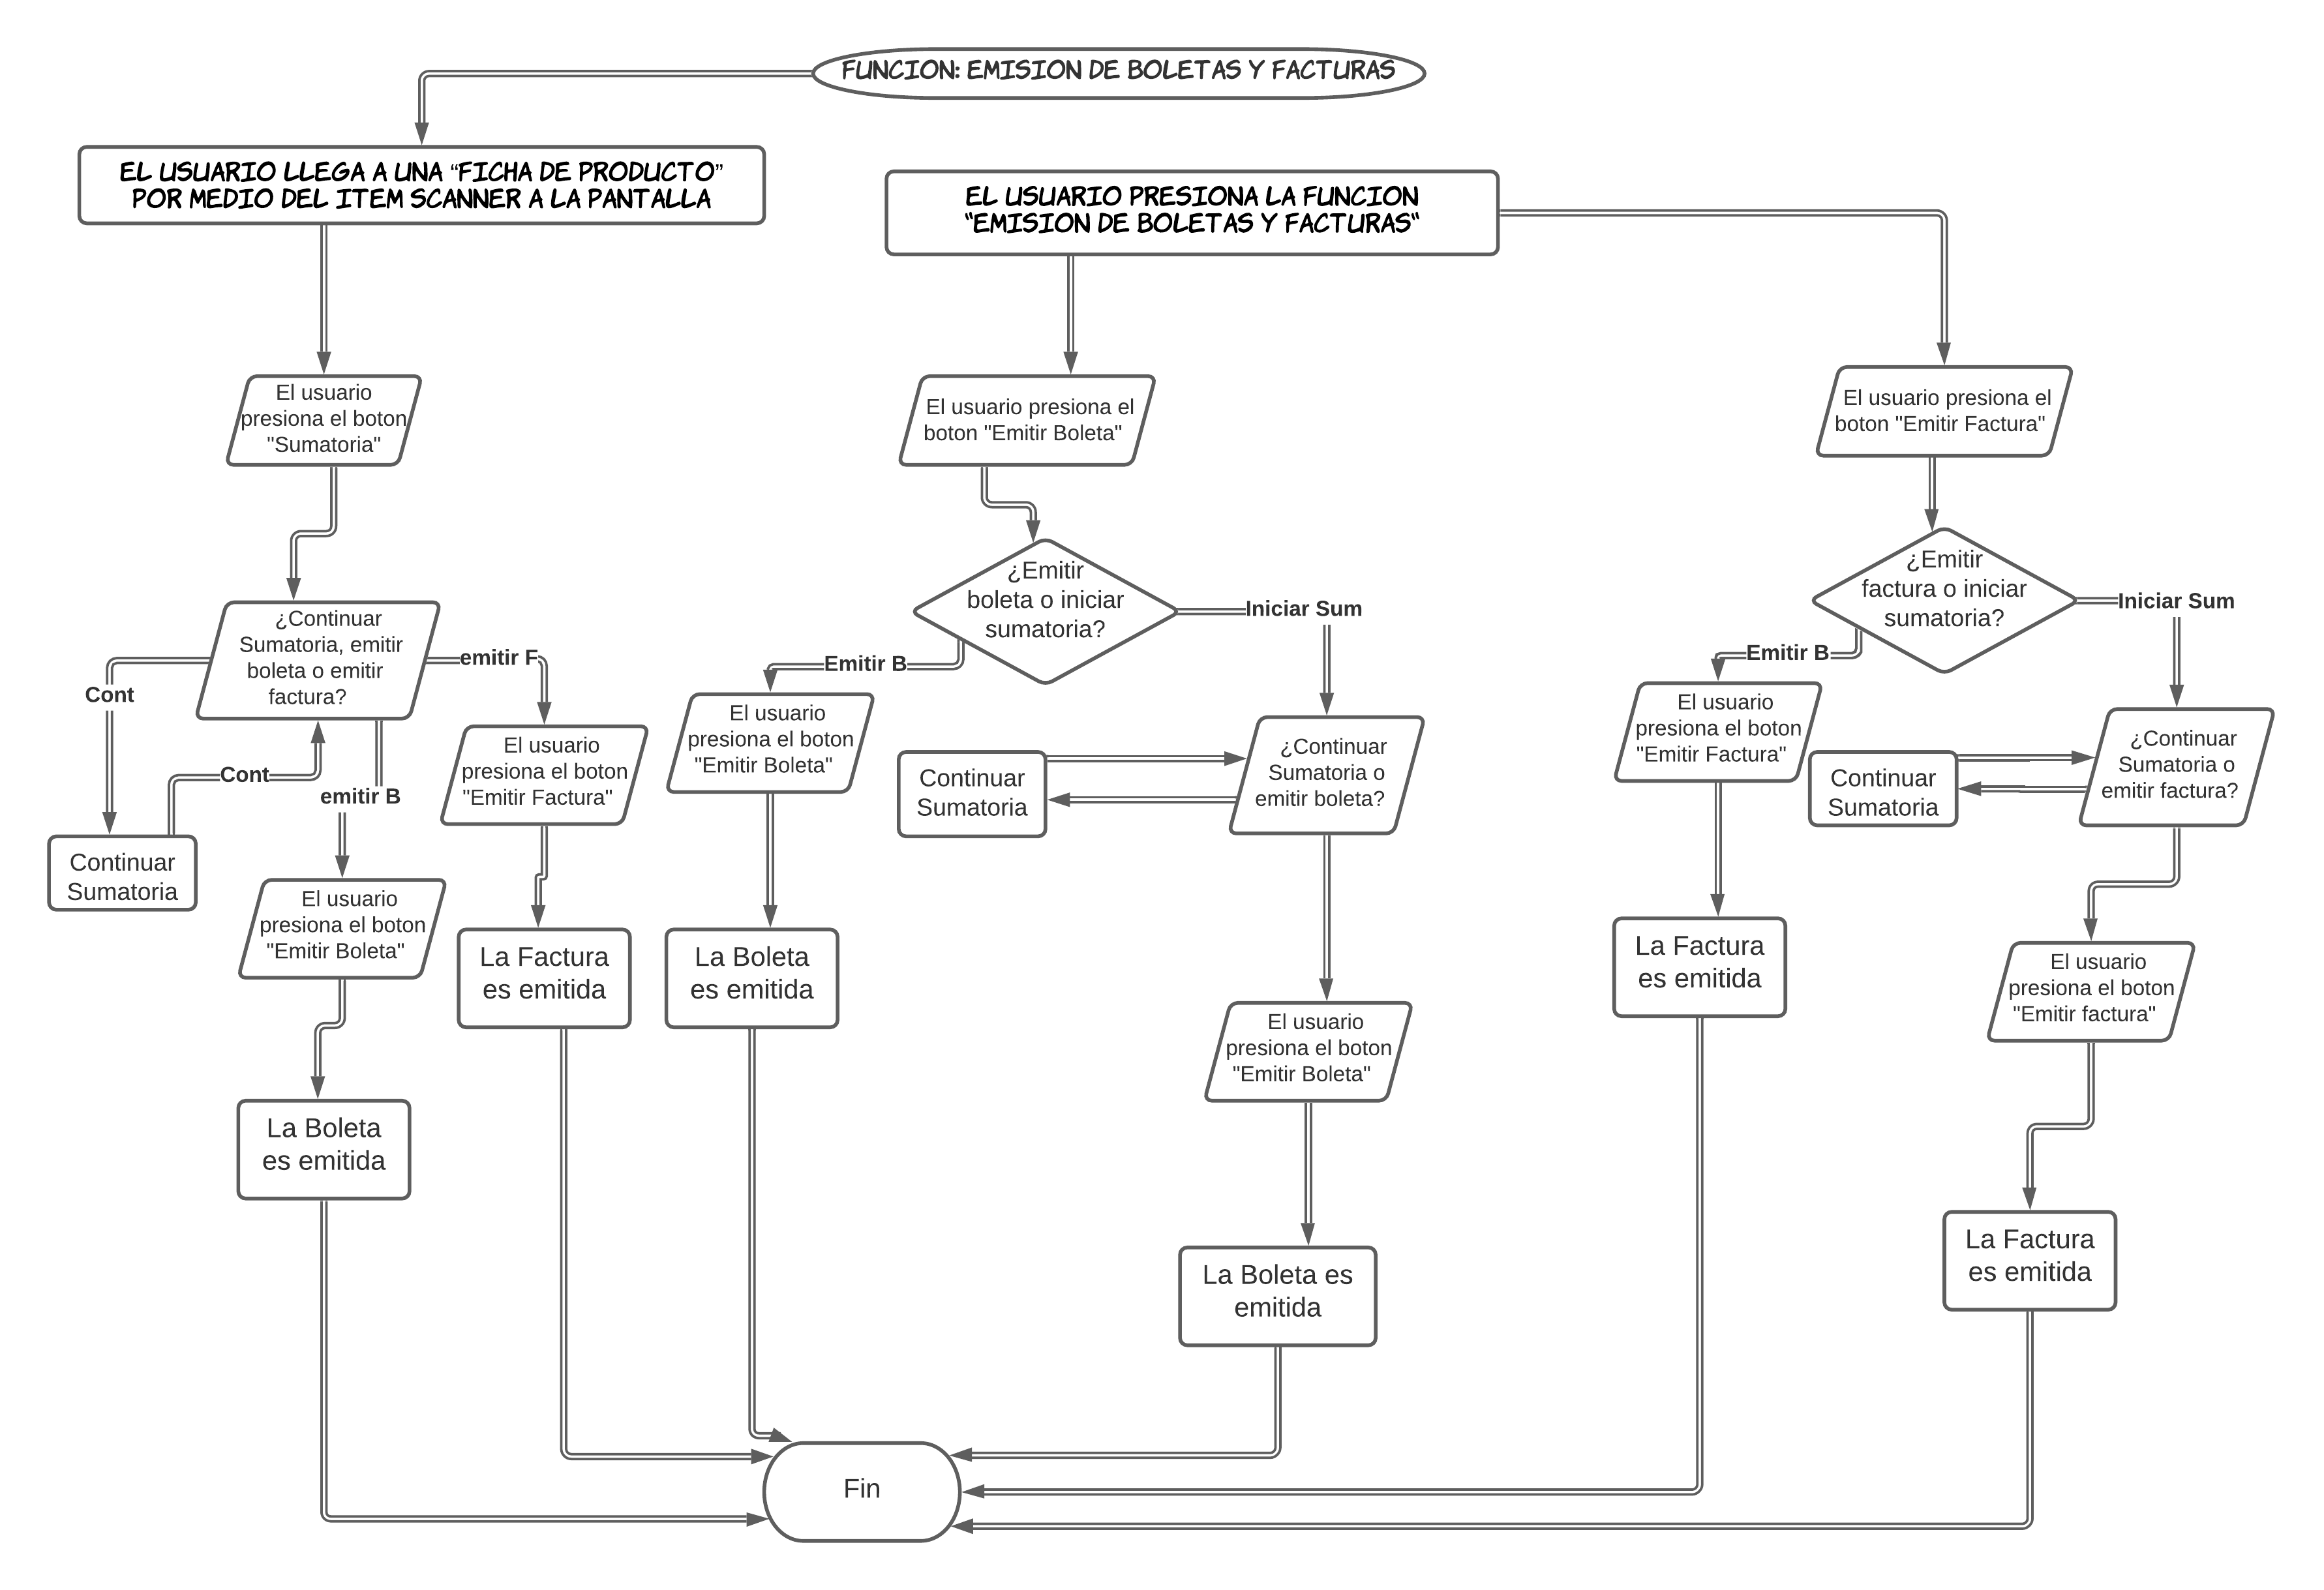 FUNCION: EMISION DE BOLETAS Y FACTURAS
EL USUARIO LLEGA A UNA “FICHA DE PRODUCTO”
POR MEDIO DEL ITEM SCANNER A LA PANTALLA
EL USUARIO PRESIONA LA FUNCION
"EMISION DE BOLETAS Y FACTURAS"
El usuario
presiona el boton
"Sumatoria"
¿Continuar
Sumatoria, emitir
boleta o emitir
factura?
Cont
Cont
emitir B
emitir F
Continuar
Sumatoria
El usuario
presiona el boton
"Emitir Boleta"
La Boleta
es emitida
El usuario
presiona el boton
"Emitir Factura"
La Factura
es emitida
El usuario presiona el
boton "Emitir Boleta"
¿Emitir
boleta o iniciar
sumatoria?
Emitir B
Iniciar Sum
El usuario
presiona el boton
"Emitir Boleta"
La Boleta
es emitida
Continuar
Sumatoria
¿Continuar
Sumatoria o
emitir boleta?
El usuario
presiona el boton
"Emitir Boleta"
La Boleta es
emitida
El usuario presiona el
boton "Emitir Factura"
¿Emitir
factura o iniciar
sumatoria?
Emitir B
Iniciar Sum
El usuario
presiona el boton
"Emitir Factura"
La Factura
es emitida
Continuar
Sumatoria
¿Continuar
Sumatoria o
emitir factura?
El usuario
presiona el boton
"Emitir factura"
La Factura
es emitida
Fin